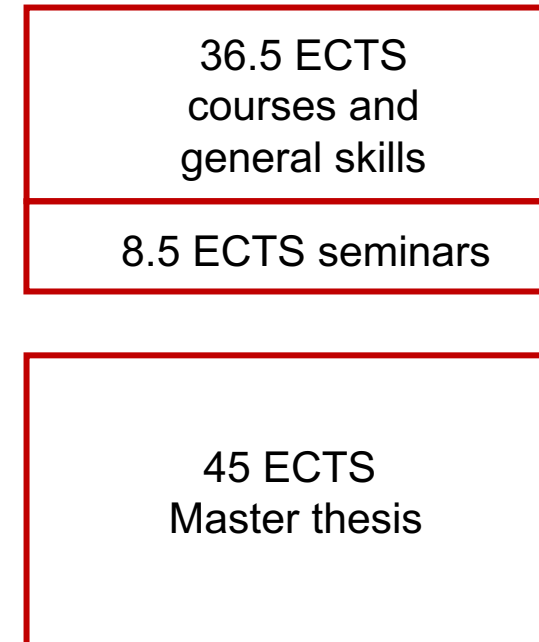 36.5 ECTS
courses and
general skills
8.5 ECTS seminars
45 ECTS
Master thesis